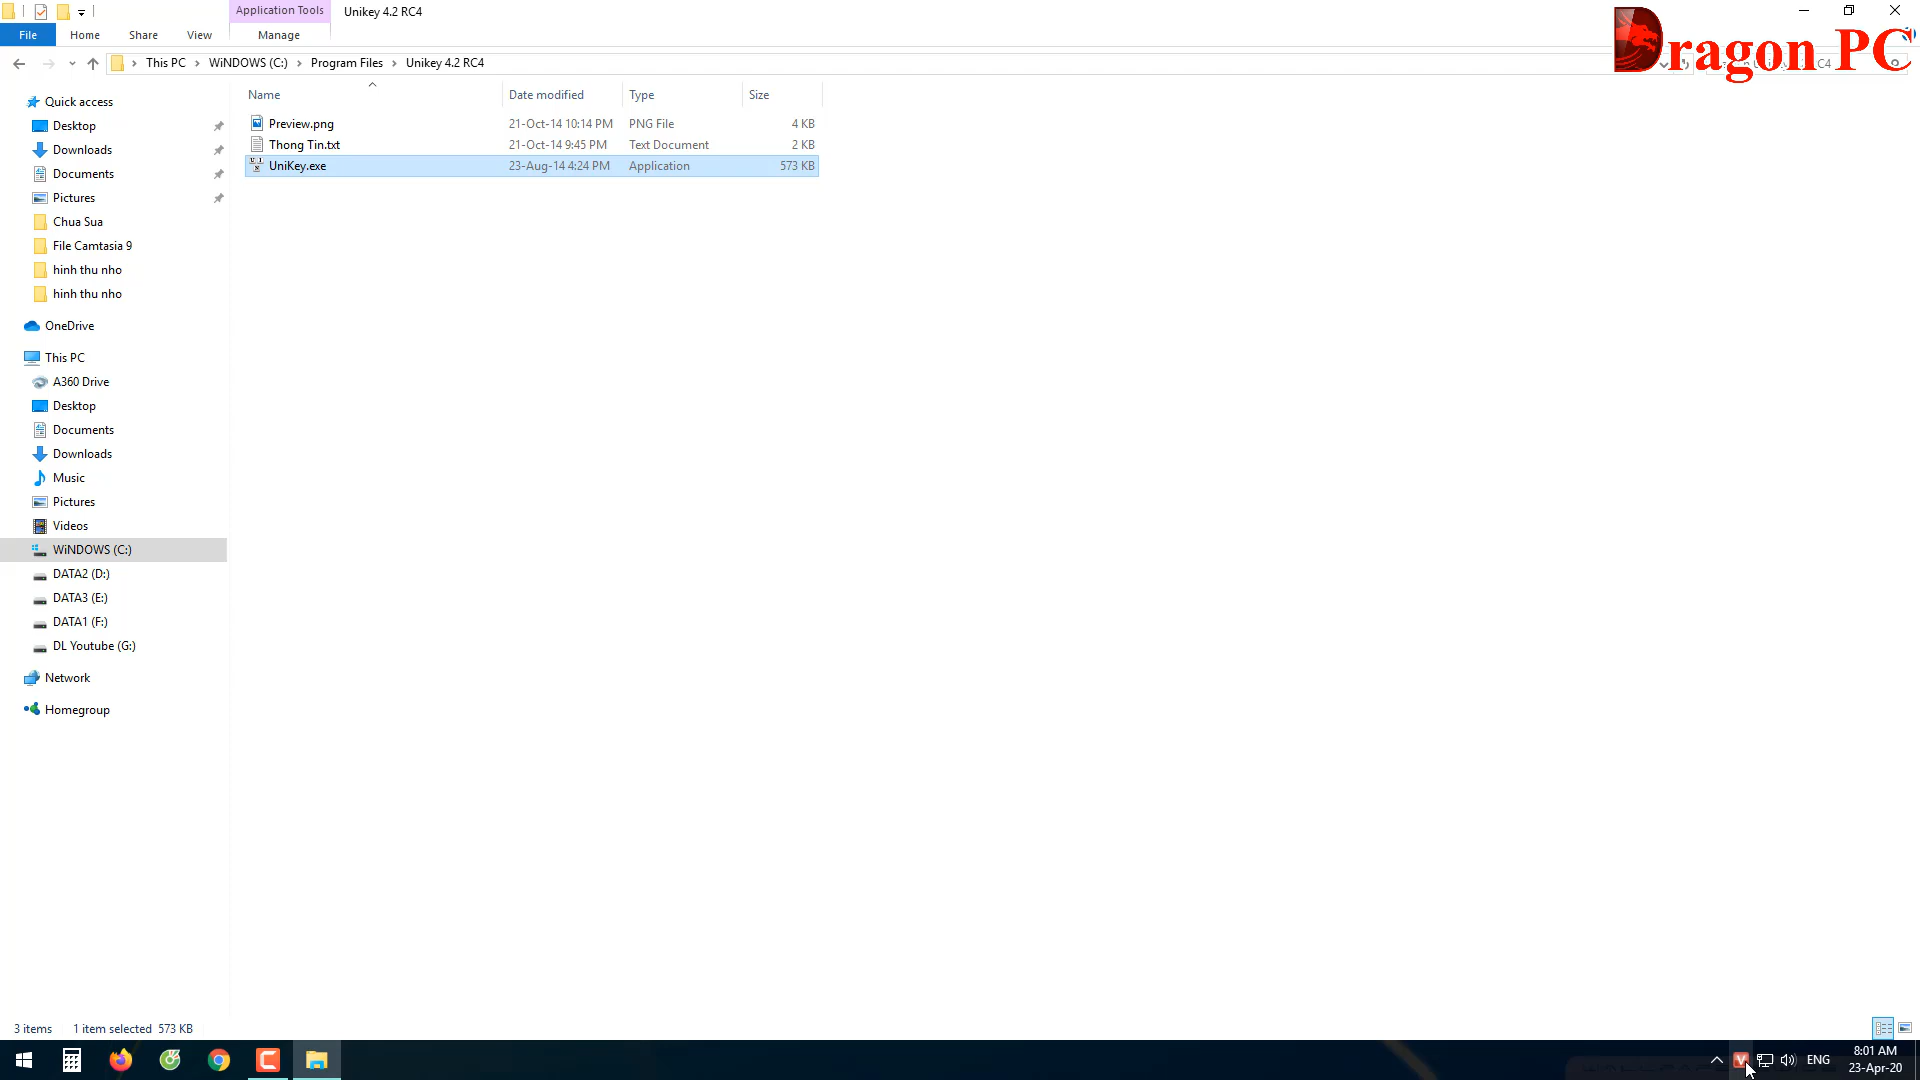 Application Tools
Unikey 4.2 RC4
File
Home
Share
View
Manage
Dragon PC
This PC
WiNDOWS (C:)
Program Files
Unikey 4.2 RC4
Name
Date modified
Type
Size
Preview.png
21-Oct-14 10:14 PM
PNG File
4 KB
Thong Tin.txt
21-Oct-14 9:45 PM
Text Document
2 KB
UniKey.exe
23-Aug-14 4:24 PM
Application
573 KB
Quick access
Desktop
Downloads
Documents
Pictures
Chua Sua
File Camtasia 9
hinh thu nho
hinh thu nho
OneDrive
This PC
A360 Drive
Desktop
Documents
Downloads
Music
Pictures
Videos
WiNDOWS (C:)
DATA2 (D:)
DATA3 (E:)
DATA1 (F:)
DL Youtube (G:)
Network
Homegroup
3 items
1 item selected 573 KB
V
ENG
8:01 AM
23-Apr-20